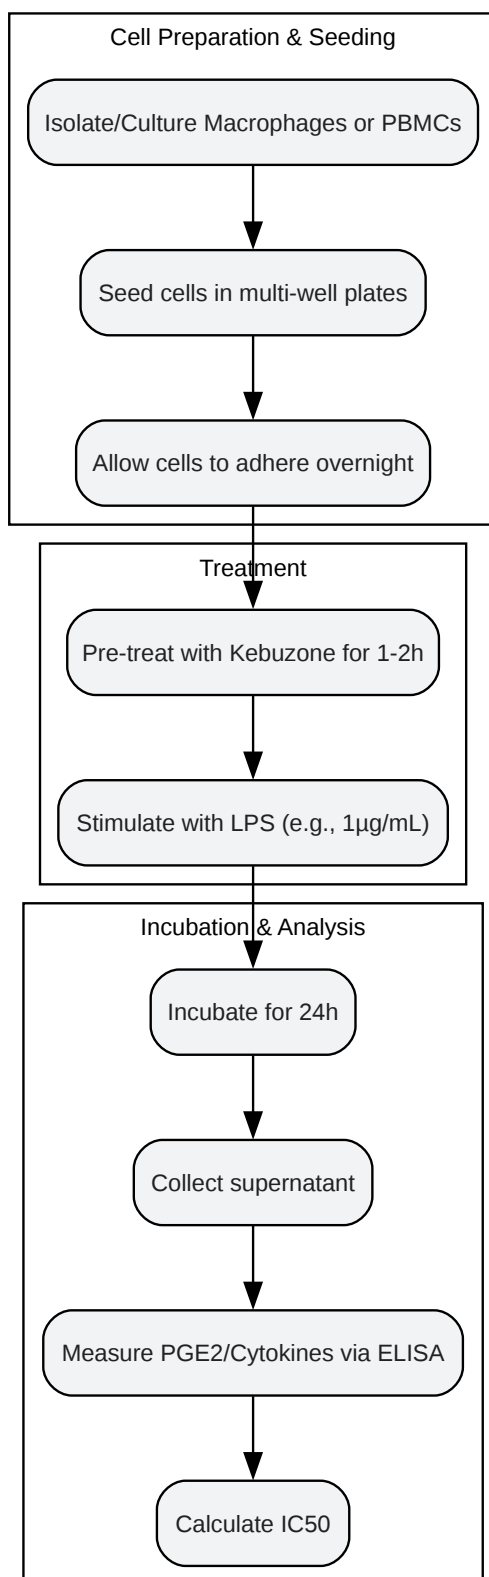 Cell Preparation & Seeding
Isolate/Culture Macrophages or PBMCs
Seed cells in multi-well plates
Allow cells to adhere overnight
Treatment
Pre-treat with Kebuzone for 1-2h
Stimulate with LPS (e.g., 1µg/mL)
Incubation & Analysis
Incubate for 24h
Collect supernatant
Measure PGE2/Cytokines via ELISA
Calculate IC50